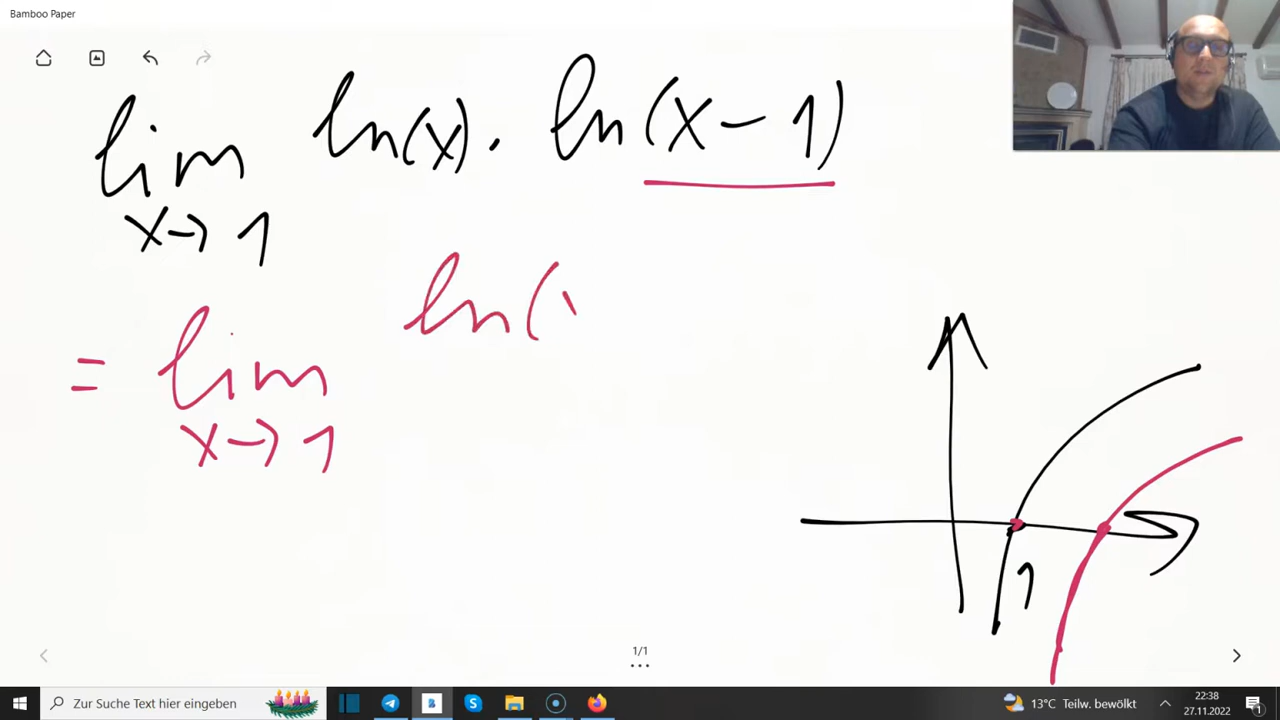 Bamboo Paper
lim ln(x) · ln(x-1)
x→1
= lim ln(
x→1
1
1/1
Zur Suche Text hier eingeben
B
S
13°C Teilw. bewölkt
22:38
27.11.2022
1